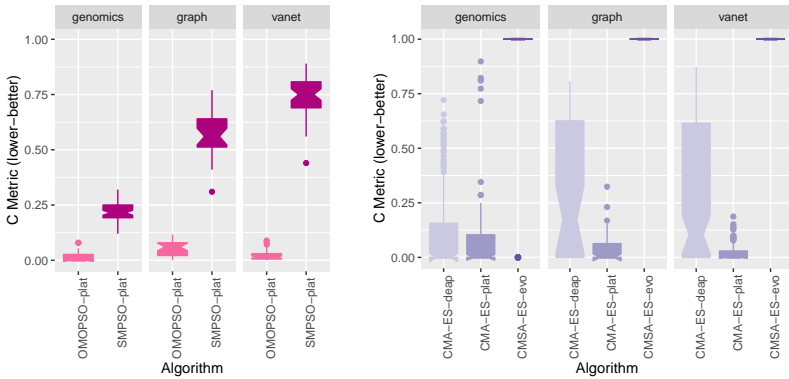 genomics graph vanet
C Metric (lower−better)
1.00
0.75
0.50
0.25
0.00
OMOPSO−plat SMPSO−plat OMOPSO−plat SMPSO−plat OMOPSO−plat SMPSO−plat
Algorithm
genomics graph vanet
C Metric (lower−better)
1.00
0.75
0.50
0.25
0.00
CMA−ES−deap CMA−ES−plat CMSA−ES−evo CMA−ES−deap CMA−ES−plat CMSA−ES−evo CMA−ES−deap CMA−ES−plat CMSA−ES−evo
Algorithm